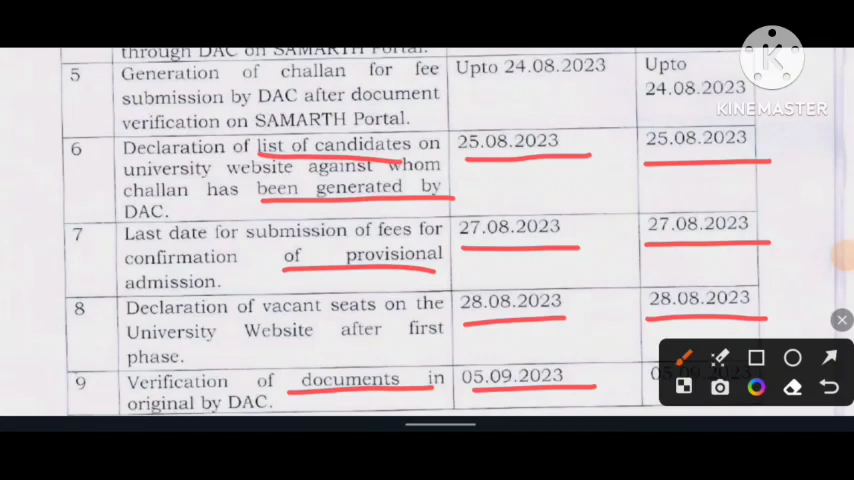 through DAC on SAMARTH Portal.
5 Generation of challan for fee Upto 24.08.2023 Upto
submission by DAC after document 24.08.2023
verification on SAMARTH Portal.
6 Declaration of list of candidates on 25.08.2023 25.08.2023
university website against whom
challan has been generated by
DAC.
7 Last date for submission of fees for 27.08.2023 27.08.2023
confirmation of provisional
admission.
8 Declaration of vacant seats on the 28.08.2023 28.08.2023
University Website after first
phase.
9 Verification of documents in 05.09.2023 05.09.2023
original by DAC.
K
KINEMASTER